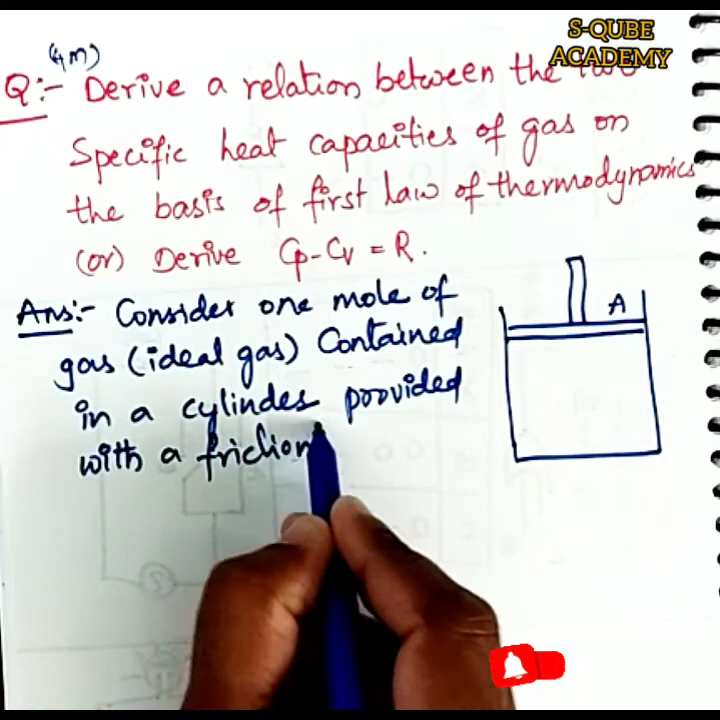 S-QUBE
ACADEMY
(4m)
Q:- Derive a relation between the two
Specific heat capacities of gas on
the basis of first law of thermodynamics
(or) Derive Cp-Cv = R.
Ans:- Consider one mole of
gas (ideal gas) Contained
in a cylinder provided
with a friction
A